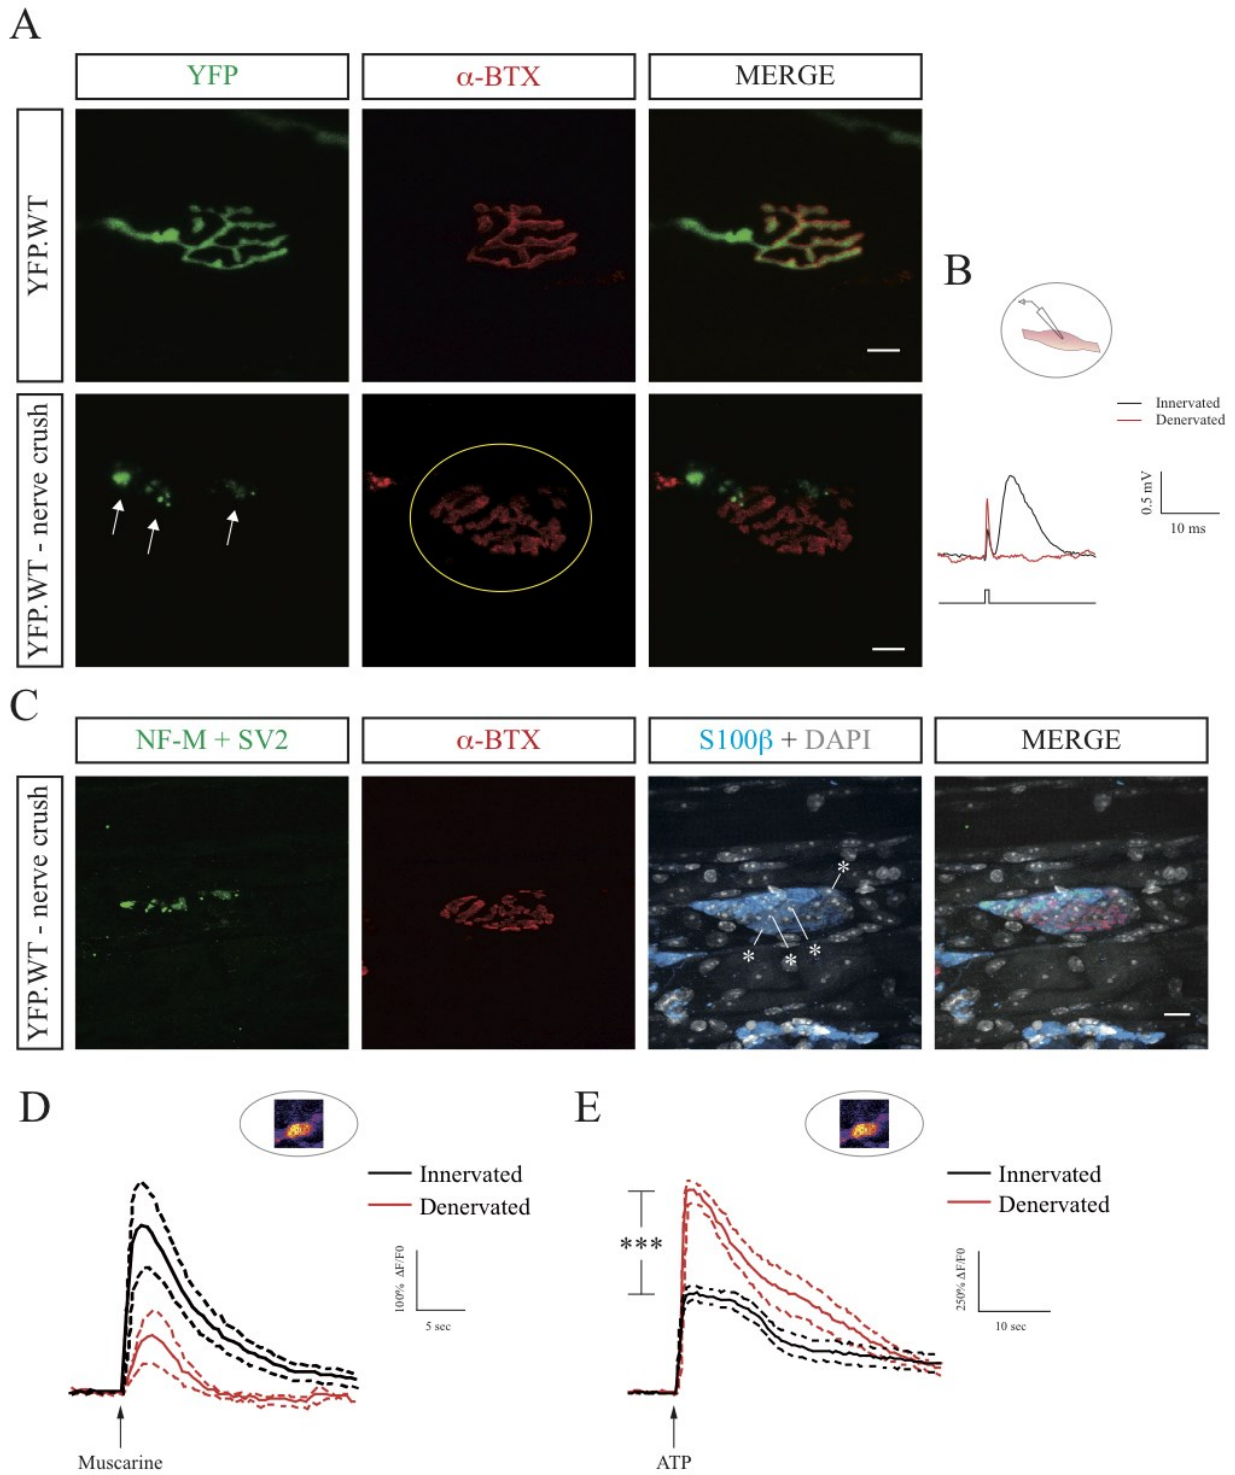 A
YFP
α-BTX
MERGE
YFP.WT
YFP.WT - nerve crush
B
Innervated
Denervated
0.5 mV
10 ms
C
NF-M + SV2
α-BTX
S100β + DAPI
MERGE
YFP.WT - nerve crush
*
* * *
D
Innervated
Denervated
100% ΔF/F0
5 sec
Muscarine
E
Innervated
Denervated
***
250% ΔF/F0
10 sec
ATP